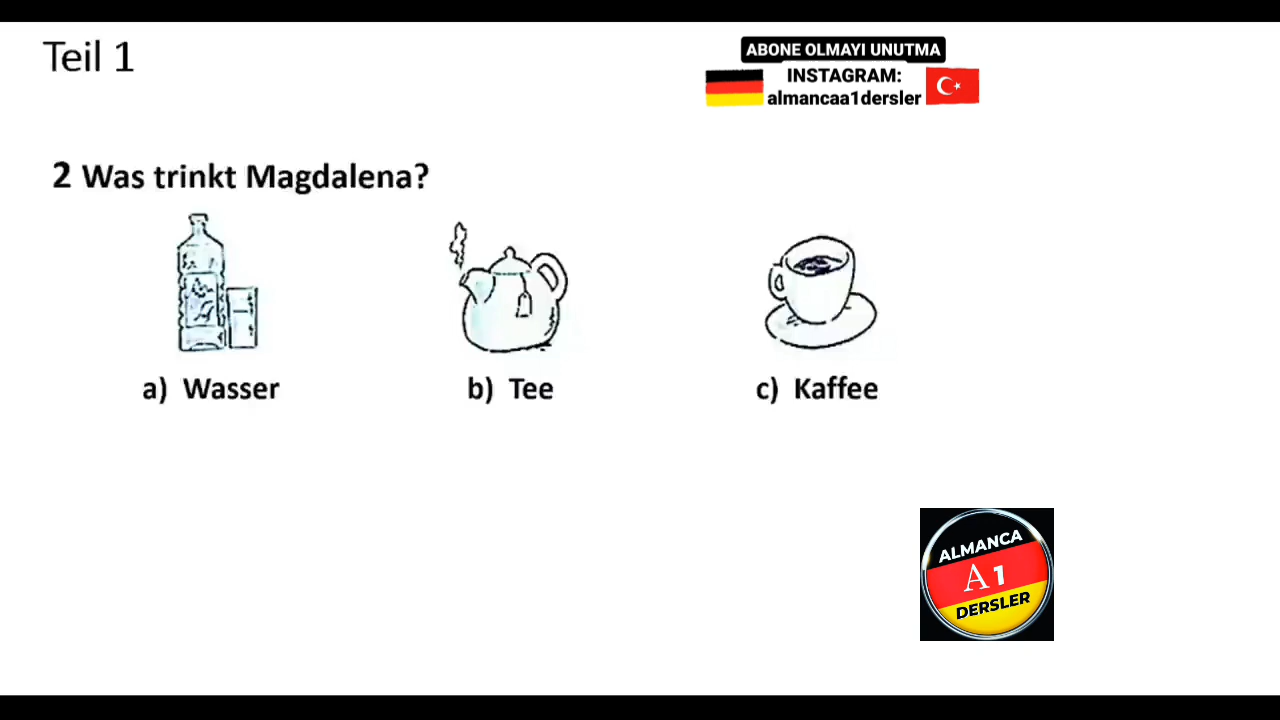 Teil 1
ABONE OLMAYI UNUTMA
INSTAGRAM:
almancaa1dersler
2 Was trinkt Magdalena?
a) Wasser
b) Tee
c) Kaffee
ALMANCA
A1
DERSLER